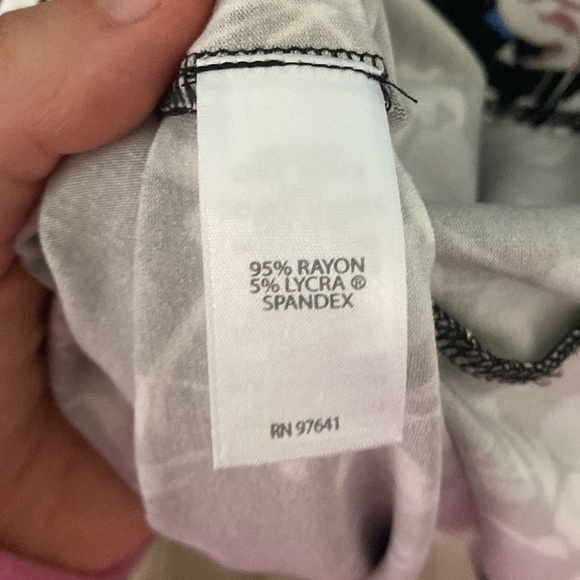 95% RAYON
5% LYCRA ®
SPANDEX
RN 97641